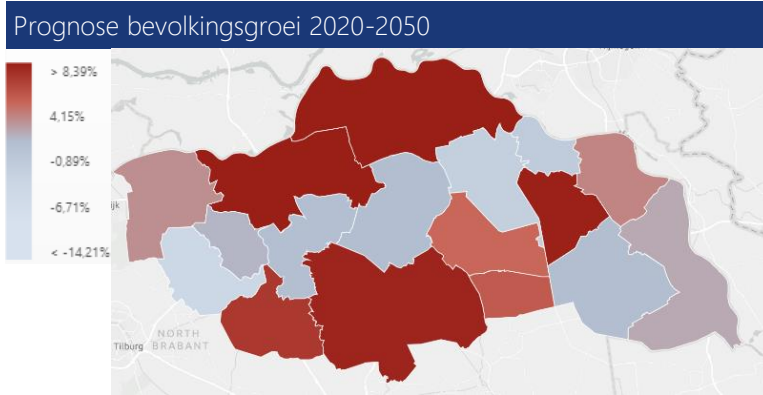 Prognose bevolkingsgroei 2020-2050
> 8,39%
4,15%
-0,89%
-6,71%
< -14,21%
NORTH
Tilburg BRABANT